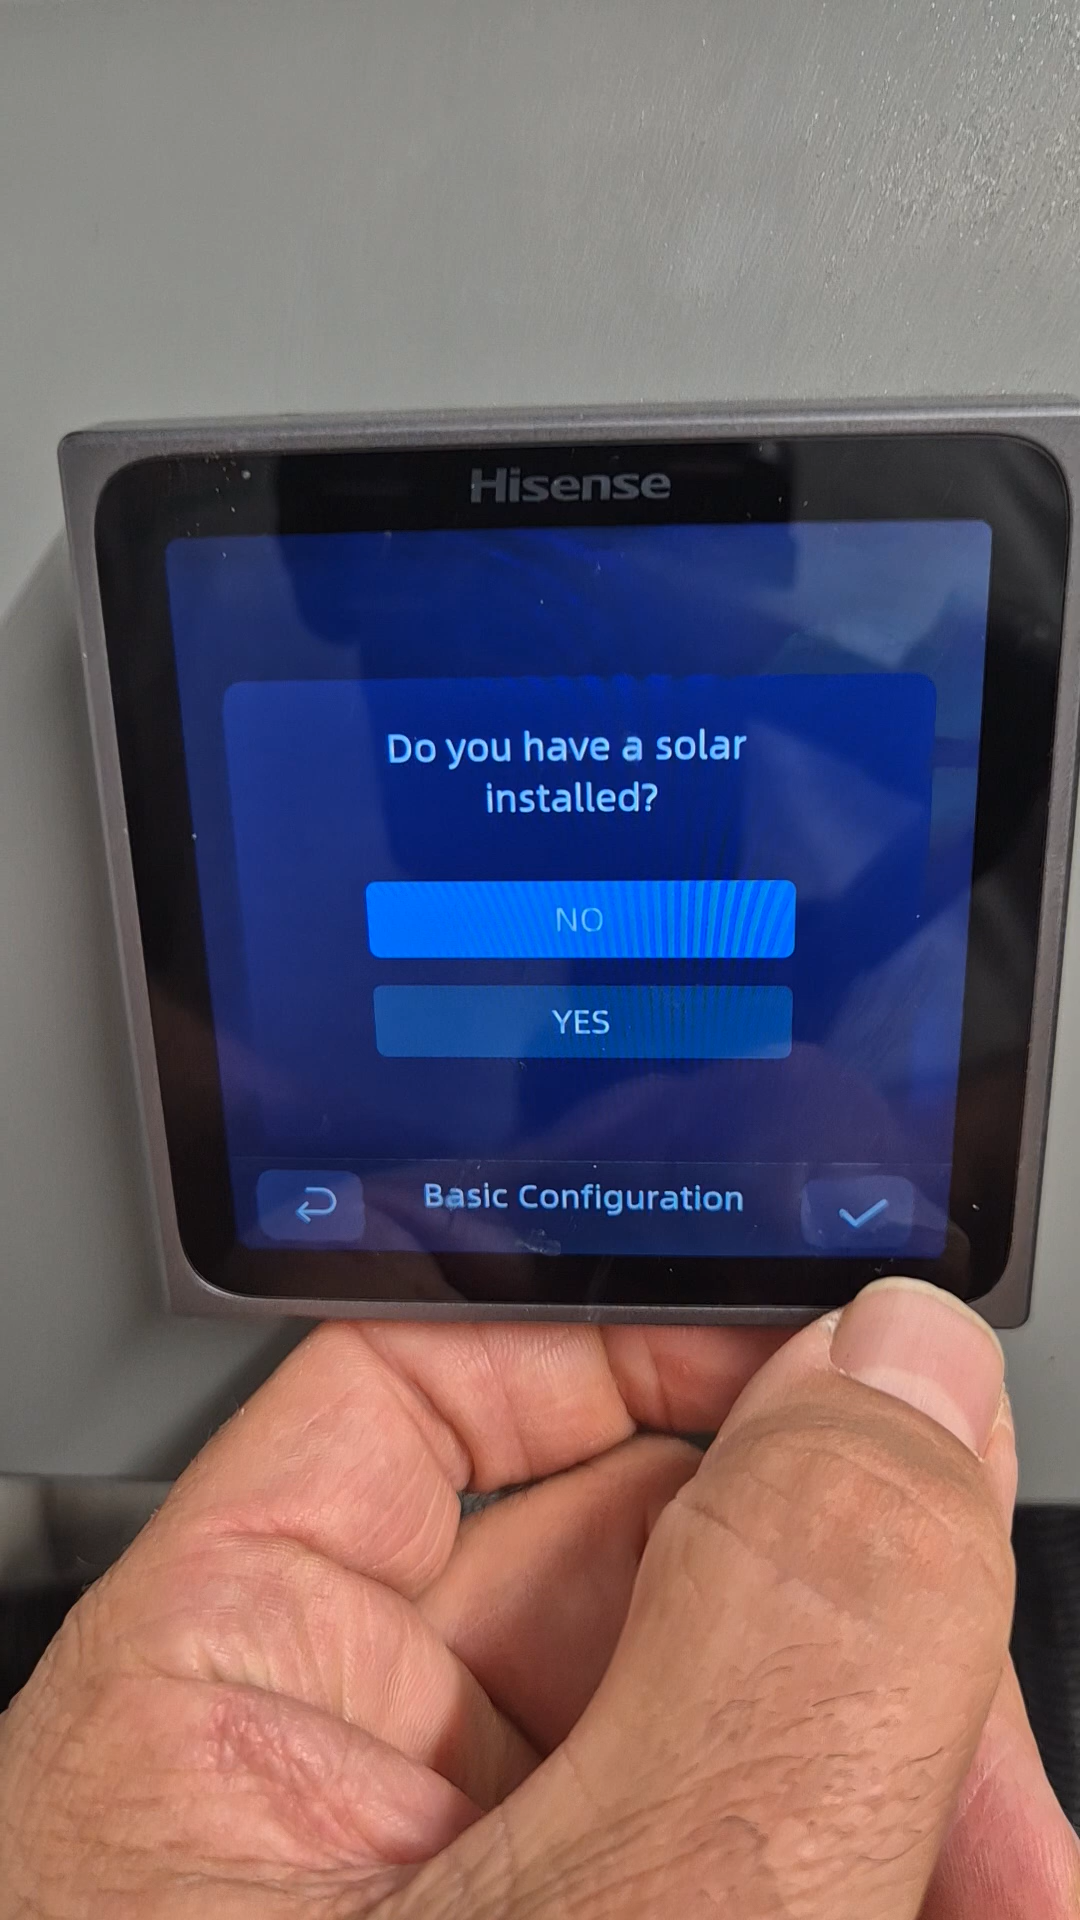 Hisense
Do you have a solar
installed?
NO
YES
Basic Configuration